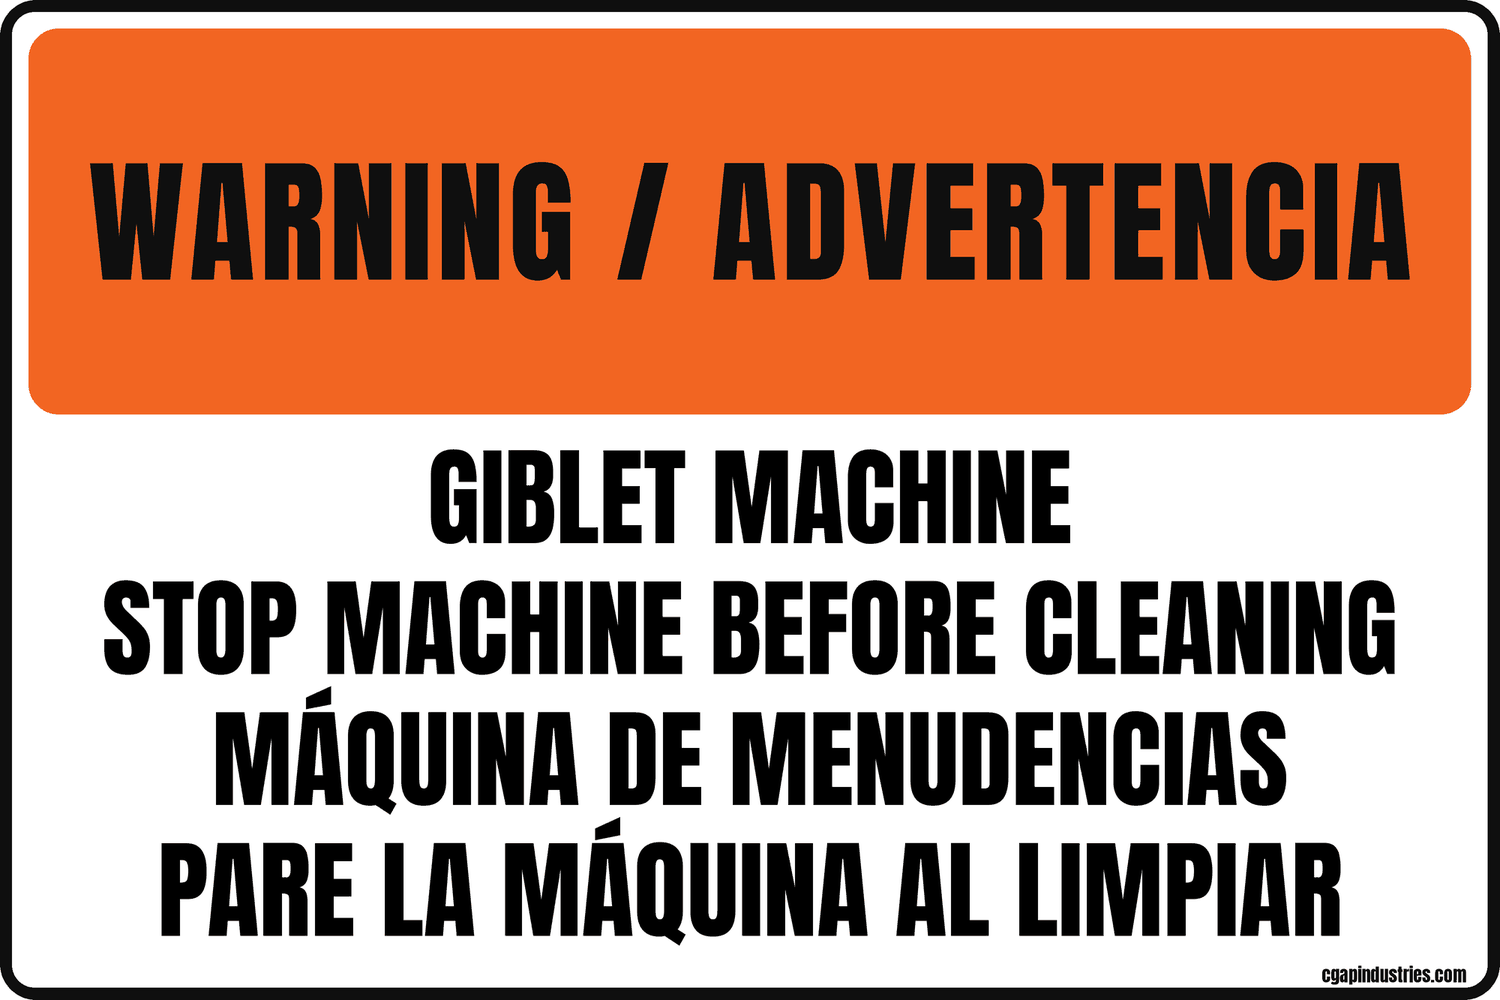 WARNING / ADVERTENCIA
GIBLET MACHINE
STOP MACHINE BEFORE CLEANING
MÁQUINA DE MENUDENCIAS
PARE LA MÁQUINA AL LIMPIAR
cgapindustries.com